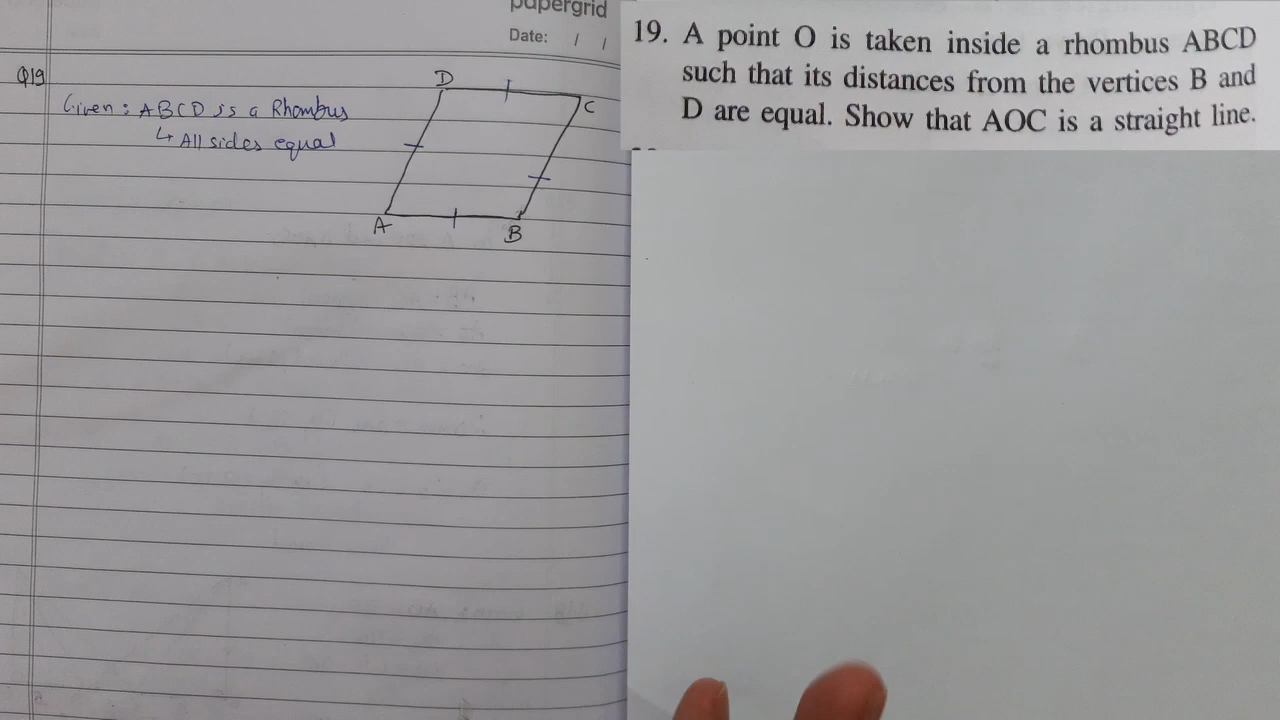 papergrid
Date: / /
Q19
Given: ABCD is a Rhombus
↳ All sides equal
D
C
A
B
19. A point O is taken inside a rhombus ABCD
such that its distances from the vertices B and
D are equal. Show that AOC is a straight line.